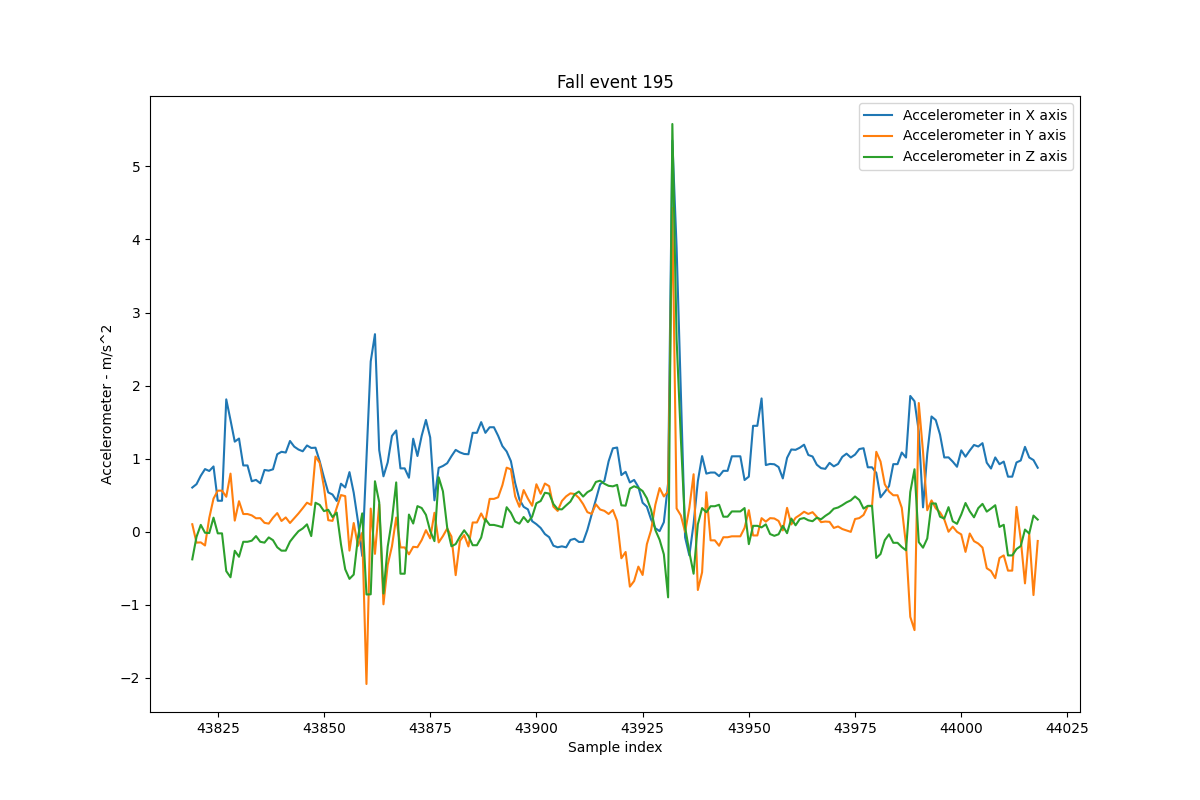 Fall event 195
Accelerometer in X axis
Accelerometer in Y axis
Accelerometer in Z axis
Accelerometer - m/s^2
5
4
3
2
1
0
−1
−2
43825 43850 43875 43900 43925 43950 43975 44000 44025
Sample index